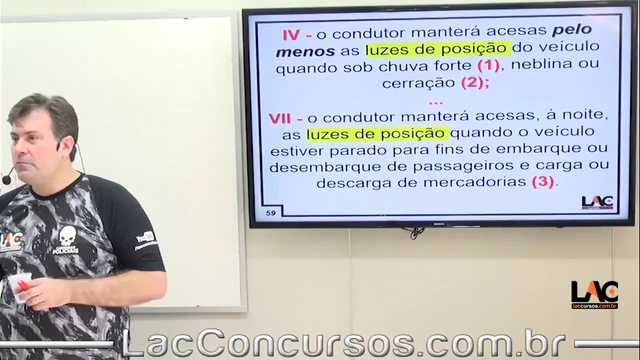 IV - o condutor manterá acesas pelo
menos as luzes de posição do veículo
quando sob chuva forte (1), neblina ou
cerração (2);
...
VII - o condutor manterá acesas, à noite,
as luzes de posição quando o veículo
estiver parado para fins de embarque ou
desembarque de passageiros e carga ou
descarga de mercadorias (3).
59
LAC
LAC
LAC
laccursos.com.br
LacConcursos.com.br